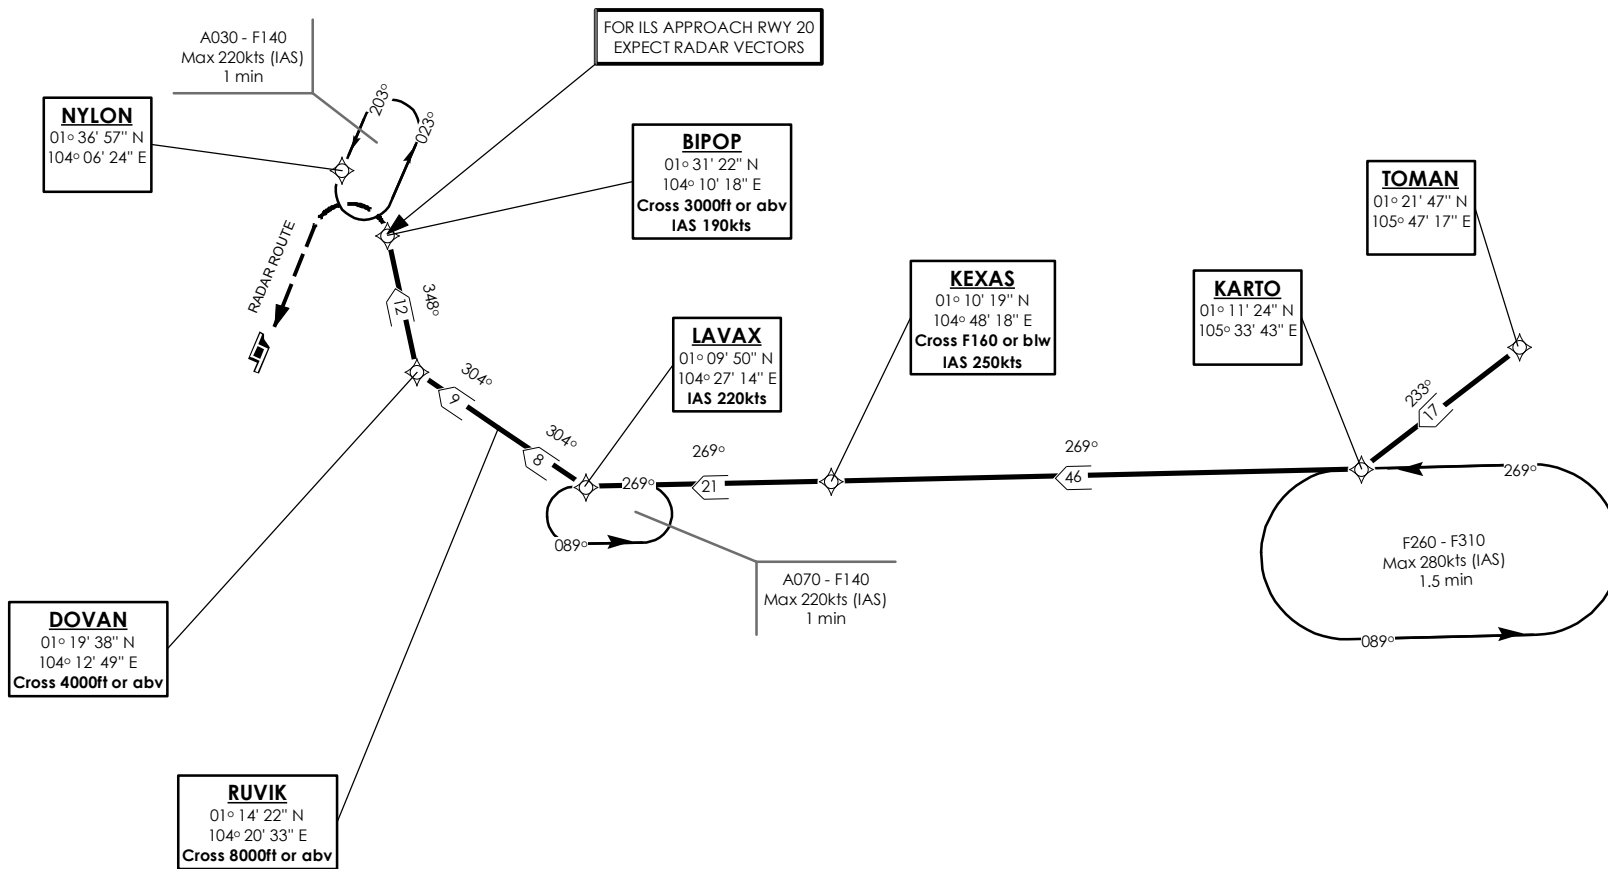 A030 - F140
Max 220kts (IAS)
1 min
FOR ILS APPROACH RWY 20
EXPECT RADAR VECTORS
NYLON
01° 36' 57" N
104° 06' 24" E
203°
023°
BIPOP
01° 31' 22" N
104° 10' 18" E
Cross 3000ft or abv
IAS 190kts
TOMAN
01° 21' 47" N
105° 47' 17" E
RADAR ROUTE
12
348°
KEXAS
01° 10' 19" N
104° 48' 18" E
Cross F160 or blw
IAS 250kts
KARTO
01° 11' 24" N
105° 33' 43" E
LAVAX
01° 09' 50" N
104° 27' 14" E
IAS 220kts
304°
9
304°
8
233°
17
269°
21
269°
46
269°
089°
269°
089°
F260 - F310
Max 280kts (IAS)
1.5 min
A070 - F140
Max 220kts (IAS)
1 min
DOVAN
01° 19' 38" N
104° 12' 49" E
Cross 4000ft or abv
RUVIK
01° 14' 22" N
104° 20' 33" E
Cross 8000ft or abv